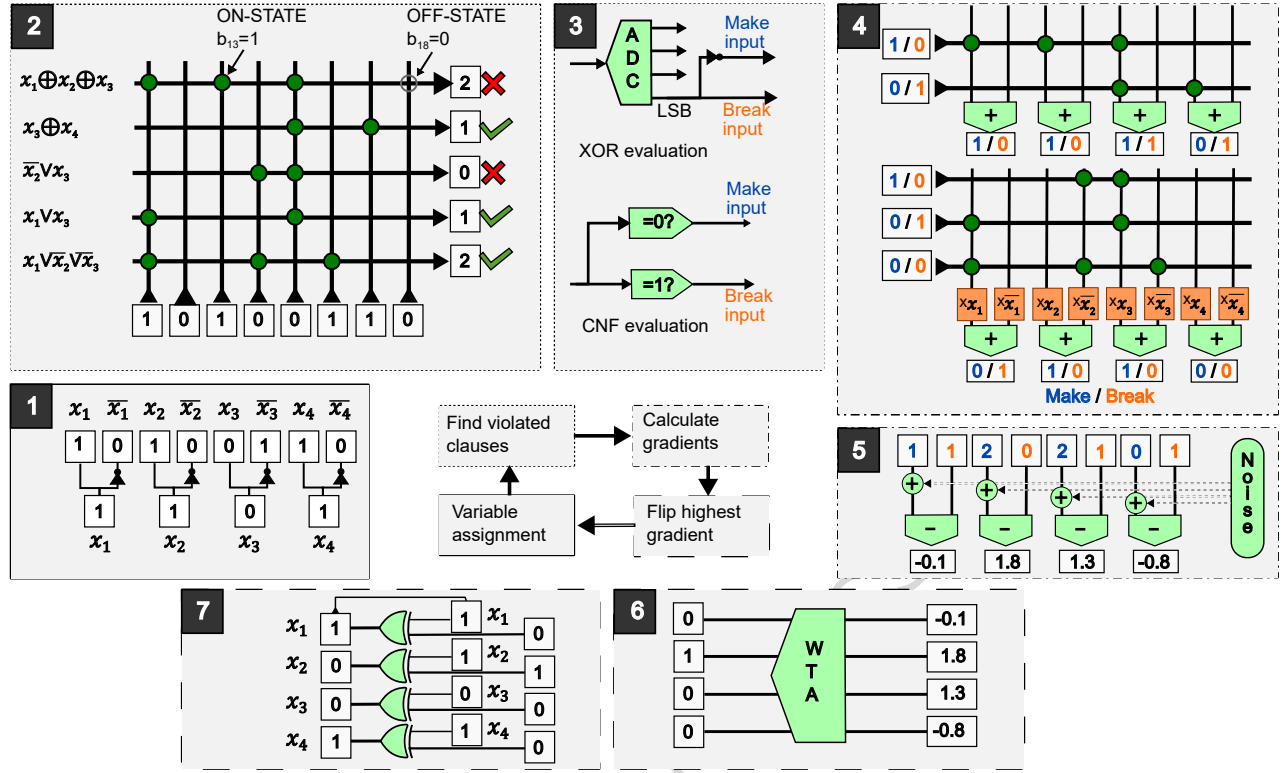 2
ON-STATE
b₁₃=1
OFF-STATE
b₁₈=0
x₁⊕x₂⊕x₃
2
x₃⊕x₄
1
x̅₂∨x₃
0
x₁∨x₃
1
x₁∨x̅₂∨x̅₃
2
1 0 1 0 0 1 1 0
3
A
D
C
Make
input
LSB
Break
input
XOR evaluation
Make
input
=0?
=1?
Break
input
CNF evaluation
4
1 / 0
0 / 1
+ + + +
1 / 0 1 / 0 1 / 1 0 / 1
1 / 0
0 / 1
0 / 0
x x₁ x x̅₁ x x₂ x x̅₂ x x₃ x x̅₃ x x₄ x x̅₄
+ + + +
0 / 1 1 / 0 1 / 0 0 / 0
Make / Break
1
x₁ x̅₁ x₂ x̅₂ x₃ x̅₃ x₄ x̅₄
1 0 1 0 0 1 1 0
1 1 0 1
x₁ x₂ x₃ x₄
Find violated
clauses
Calculate
gradients
Variable
assignment
Flip highest
gradient
5
1 1 2 0 2 1 0 1
+ + + +
Noise
− − − −
-0.1 1.8 1.3 -0.8
7
x₁ 1 1 x₁ 0
x₂ 0 1 x₂ 1
x₃ 0 0 x₃ 0
x₄ 1 1 x₄ 0
6
0 -0.1
1 1.8
0 1.3
0 -0.8
W
T
A